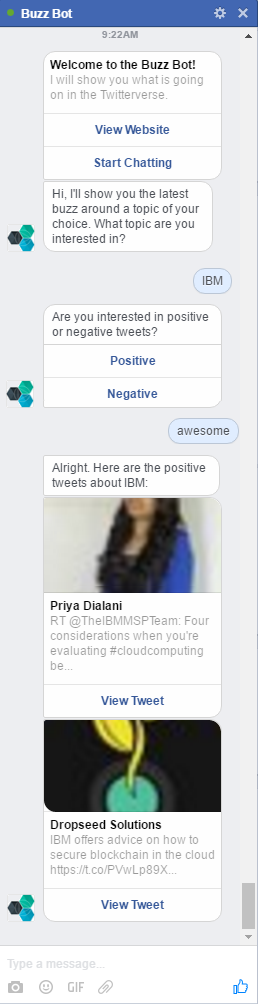 Buzz Bot
9:22AM
Welcome to the Buzz Bot!
I will show you what is going
on in the Twitterverse.
View Website
Start Chatting
Hi, I'll show you the latest
buzz around a topic of your
choice. What topic are you
interested in?
IBM
Are you interested in positive
or negative tweets?
Positive
Negative
awesome
Alright. Here are the positive
tweets about IBM:
Priya Dialani
RT @TheIBMMSPTeam: Four
considerations when you're
evaluating #cloudcomputing
be...
View Tweet
Dropseed Solutions
IBM offers advice on how to
secure blockchain in the cloud
https://t.co/PVwLp89X...
View Tweet
Type a message...
GIF